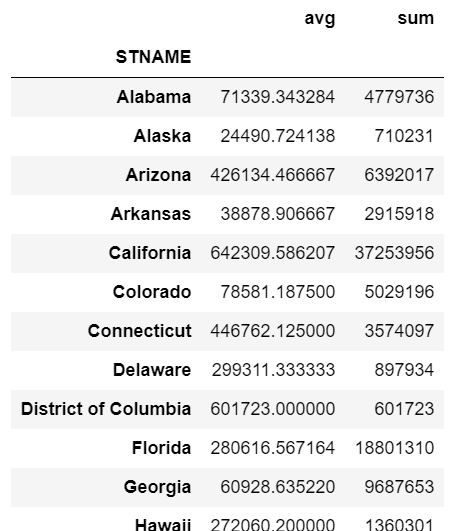 avg sum
STNAME
Alabama 71339.343284 4779736
Alaska 24490.724138 710231
Arizona 426134.466667 6392017
Arkansas 38878.906667 2915918
California 642309.586207 37253956
Colorado 78581.187500 5029196
Connecticut 446762.125000 3574097
Delaware 299311.333333 897934
District of Columbia 601723.000000 601723
Florida 280616.567164 18801310
Georgia 60928.635220 9687653
Hawaii 272060.200000 1360301